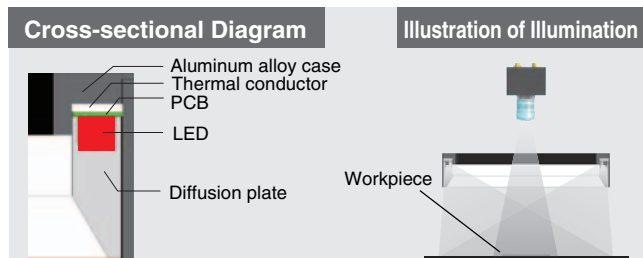 Cross-sectional Diagram
Aluminum alloy case
Thermal conductor
PCB
LED
Diffusion plate
Illustration of Illumination
Workpiece